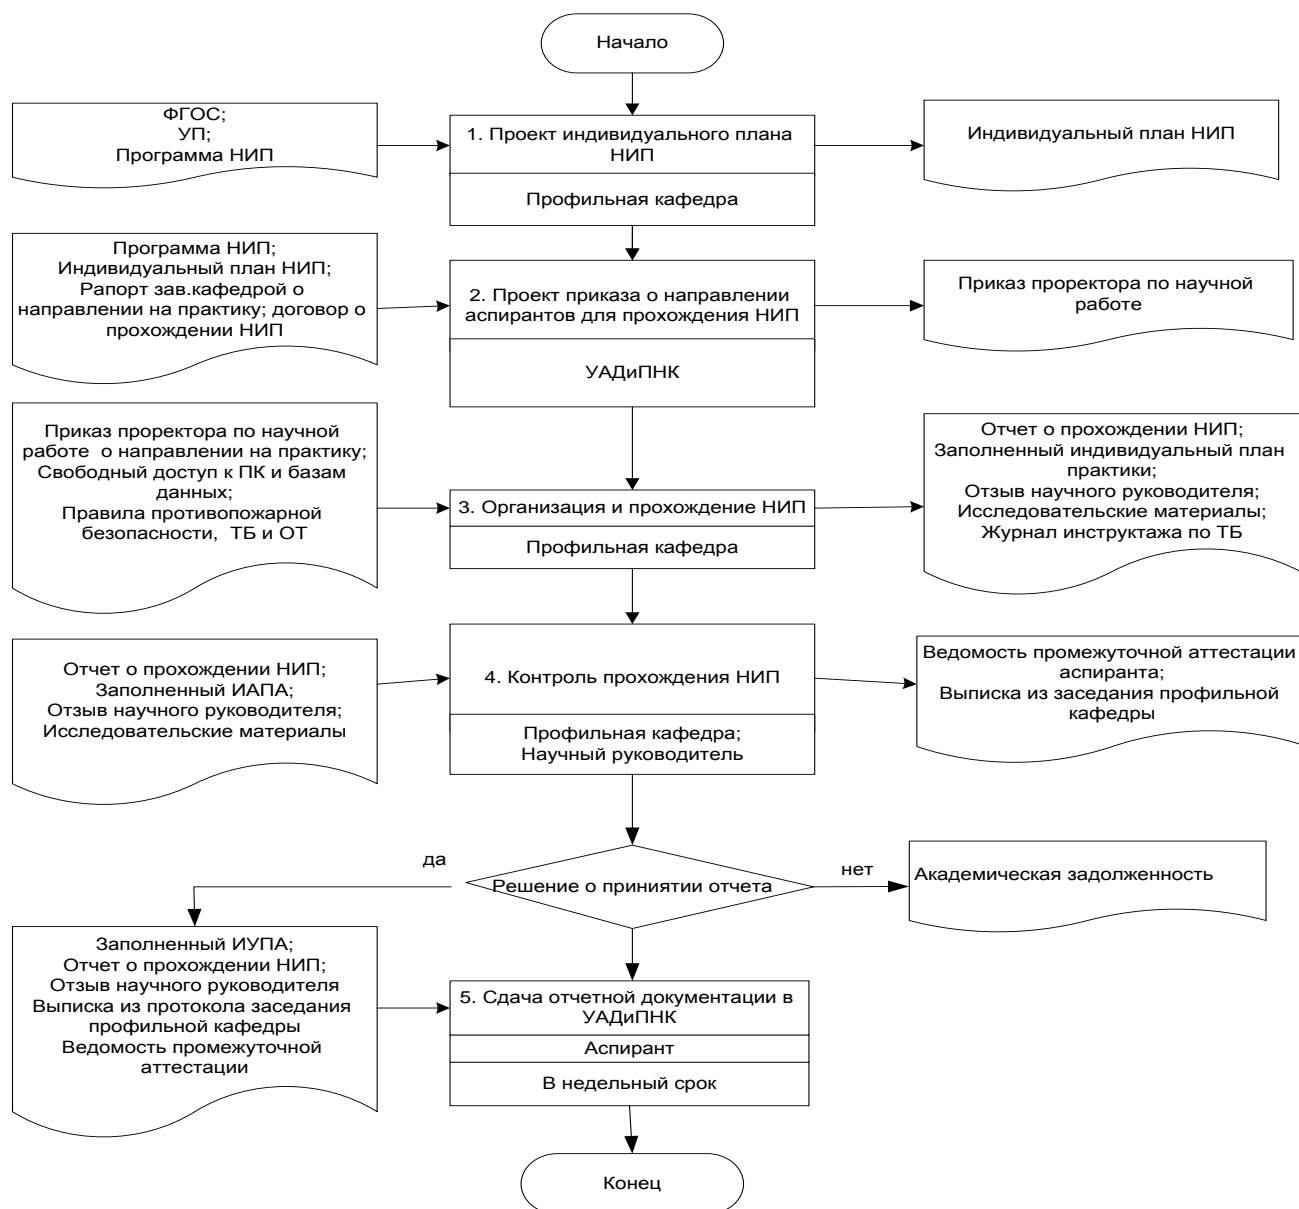 Начало
ФГОС;
УП;
Программа НИП
1. Проект индивидуального плана
НИП
Профильная кафедра
Индивидуальный план НИП
Программа НИП;
Индивидуальный план НИП;
Рапорт зав.кафедрой о
направлении на практику; договор о
прохождении НИП
2. Проект приказа о направлении
аспирантов для прохождения НИП
УАДиПНК
Приказ проректора по научной
работе
Приказ проректора по научной
работе о направлении на практику;
Свободный доступ к ПК и базам
данных;
Правила противопожарной
безопасности, ТБ и ОТ
3. Организация и прохождение НИП
Профильная кафедра
Отчет о прохождении НИП;
Заполненный индивидуальный план
практики;
Отзыв научного руководителя;
Исследовательские материалы;
Журнал инструктажа по ТБ
Отчет о прохождении НИП;
Заполненный ИАПА;
Отзыв научного руководителя;
Исследовательские материалы
4. Контроль прохождения НИП
Профильная кафедра;
Научный руководитель
Ведомость промежуточной аттестации
аспиранта;
Выписка из заседания профильной
кафедры
да
Решение о приниятии отчета
нет
Академическая задолженность
Заполненный ИУПА;
Отчет о прохождении НИП;
Отзыв научного руководителя
Выписка из протокола заседания
профильной кафедры
Ведомость промежуточной
аттестации
5. Сдача отчетной документации в
УАДиПНК
Аспирант
В недельный срок
Конец